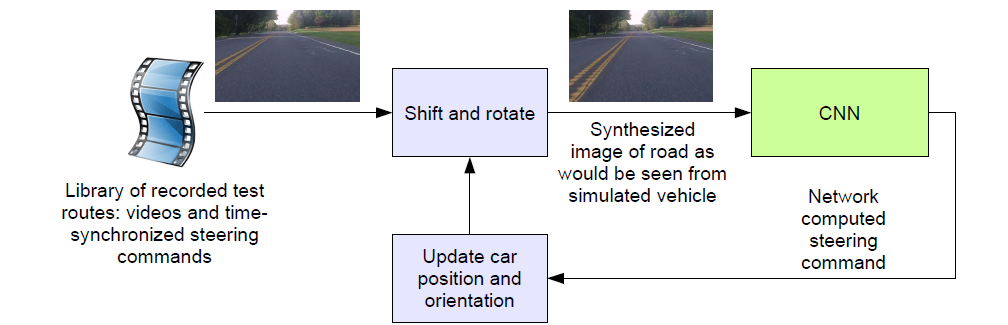 Library of recorded test
routes: videos and time-
synchronized steering
commands
Shift and rotate
Synthesized
image of road as
would be seen from
simulated vehicle
CNN
Network
computed
steering
command
Update car
position and
orientation